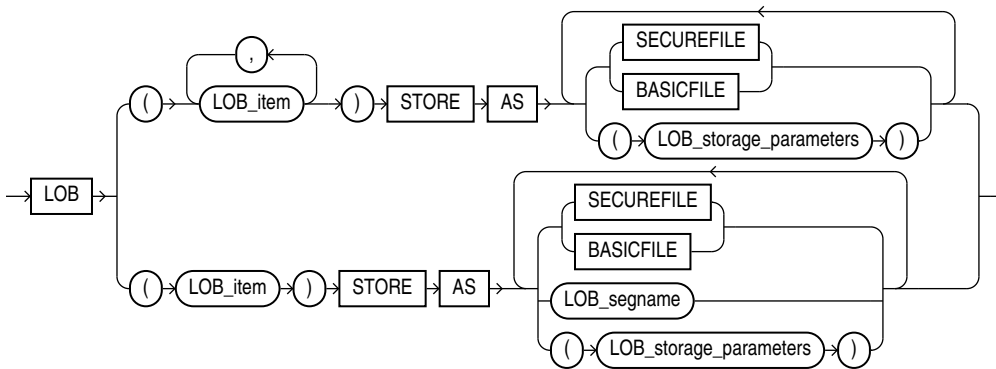 SECUREFILE
,
BASICFILE
( LOB_item ) STORE AS
( LOB_storage_parameters )
LOB
SECUREFILE
BASICFILE
( LOB_item ) STORE AS
LOB_segname
( LOB_storage_parameters )